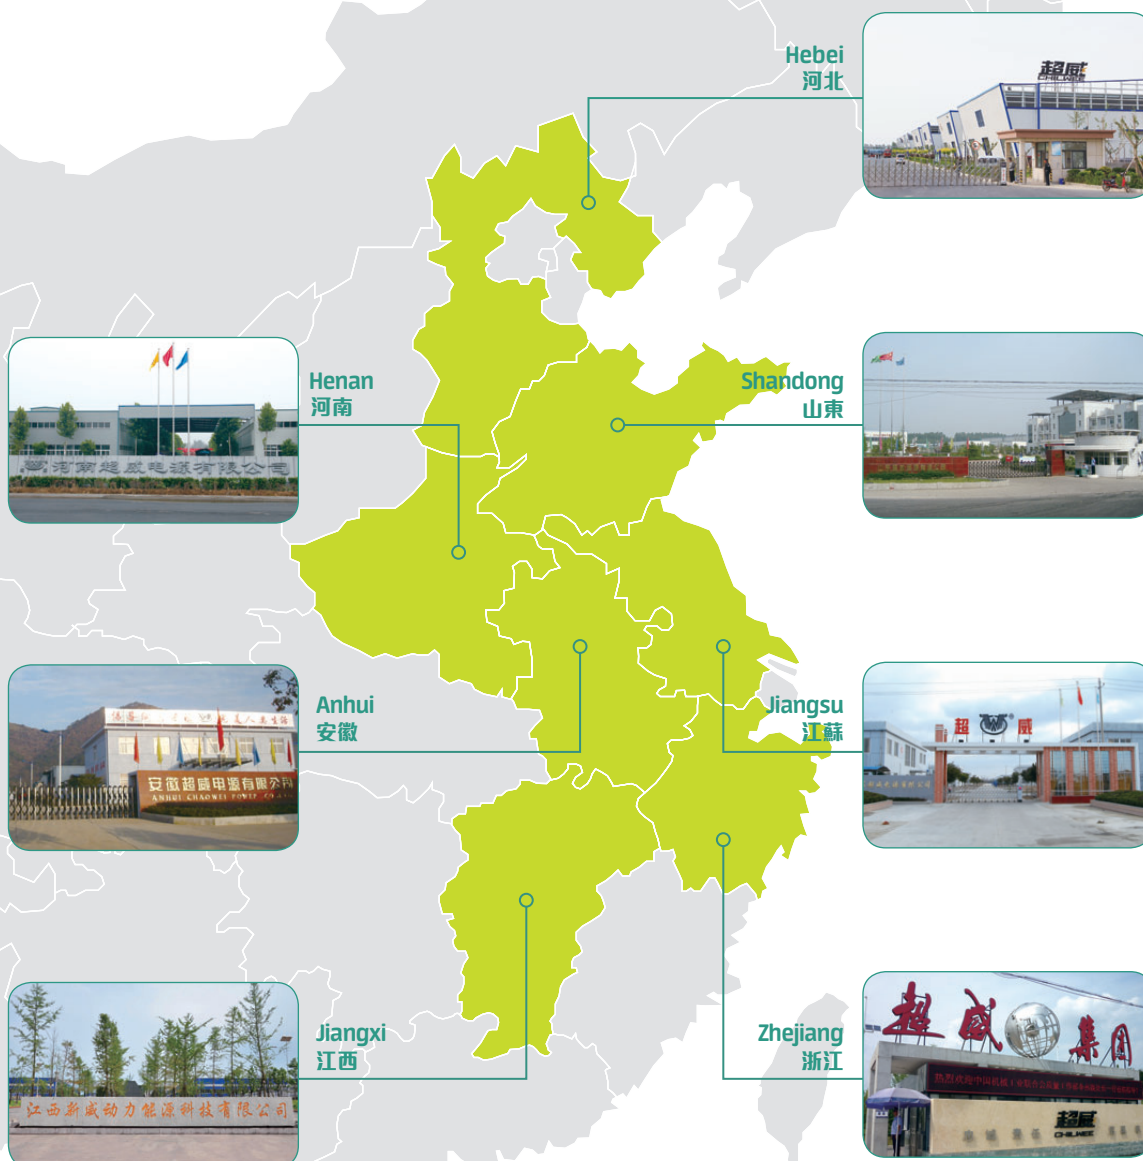 Hebei
河北
超威
CHILWEE
Henan
河南
河南超威电源有限公司
Shandong
山東
Anhui
安徽
安徽超威电源有限公司
ANHUI CHAOWEI POWER CO
Jiangsu
江蘇
超 威
Jiangxi
江西
江西新威动力能源科技有限公司
Zhejiang
浙江
超威集团
超威
CHILWEE